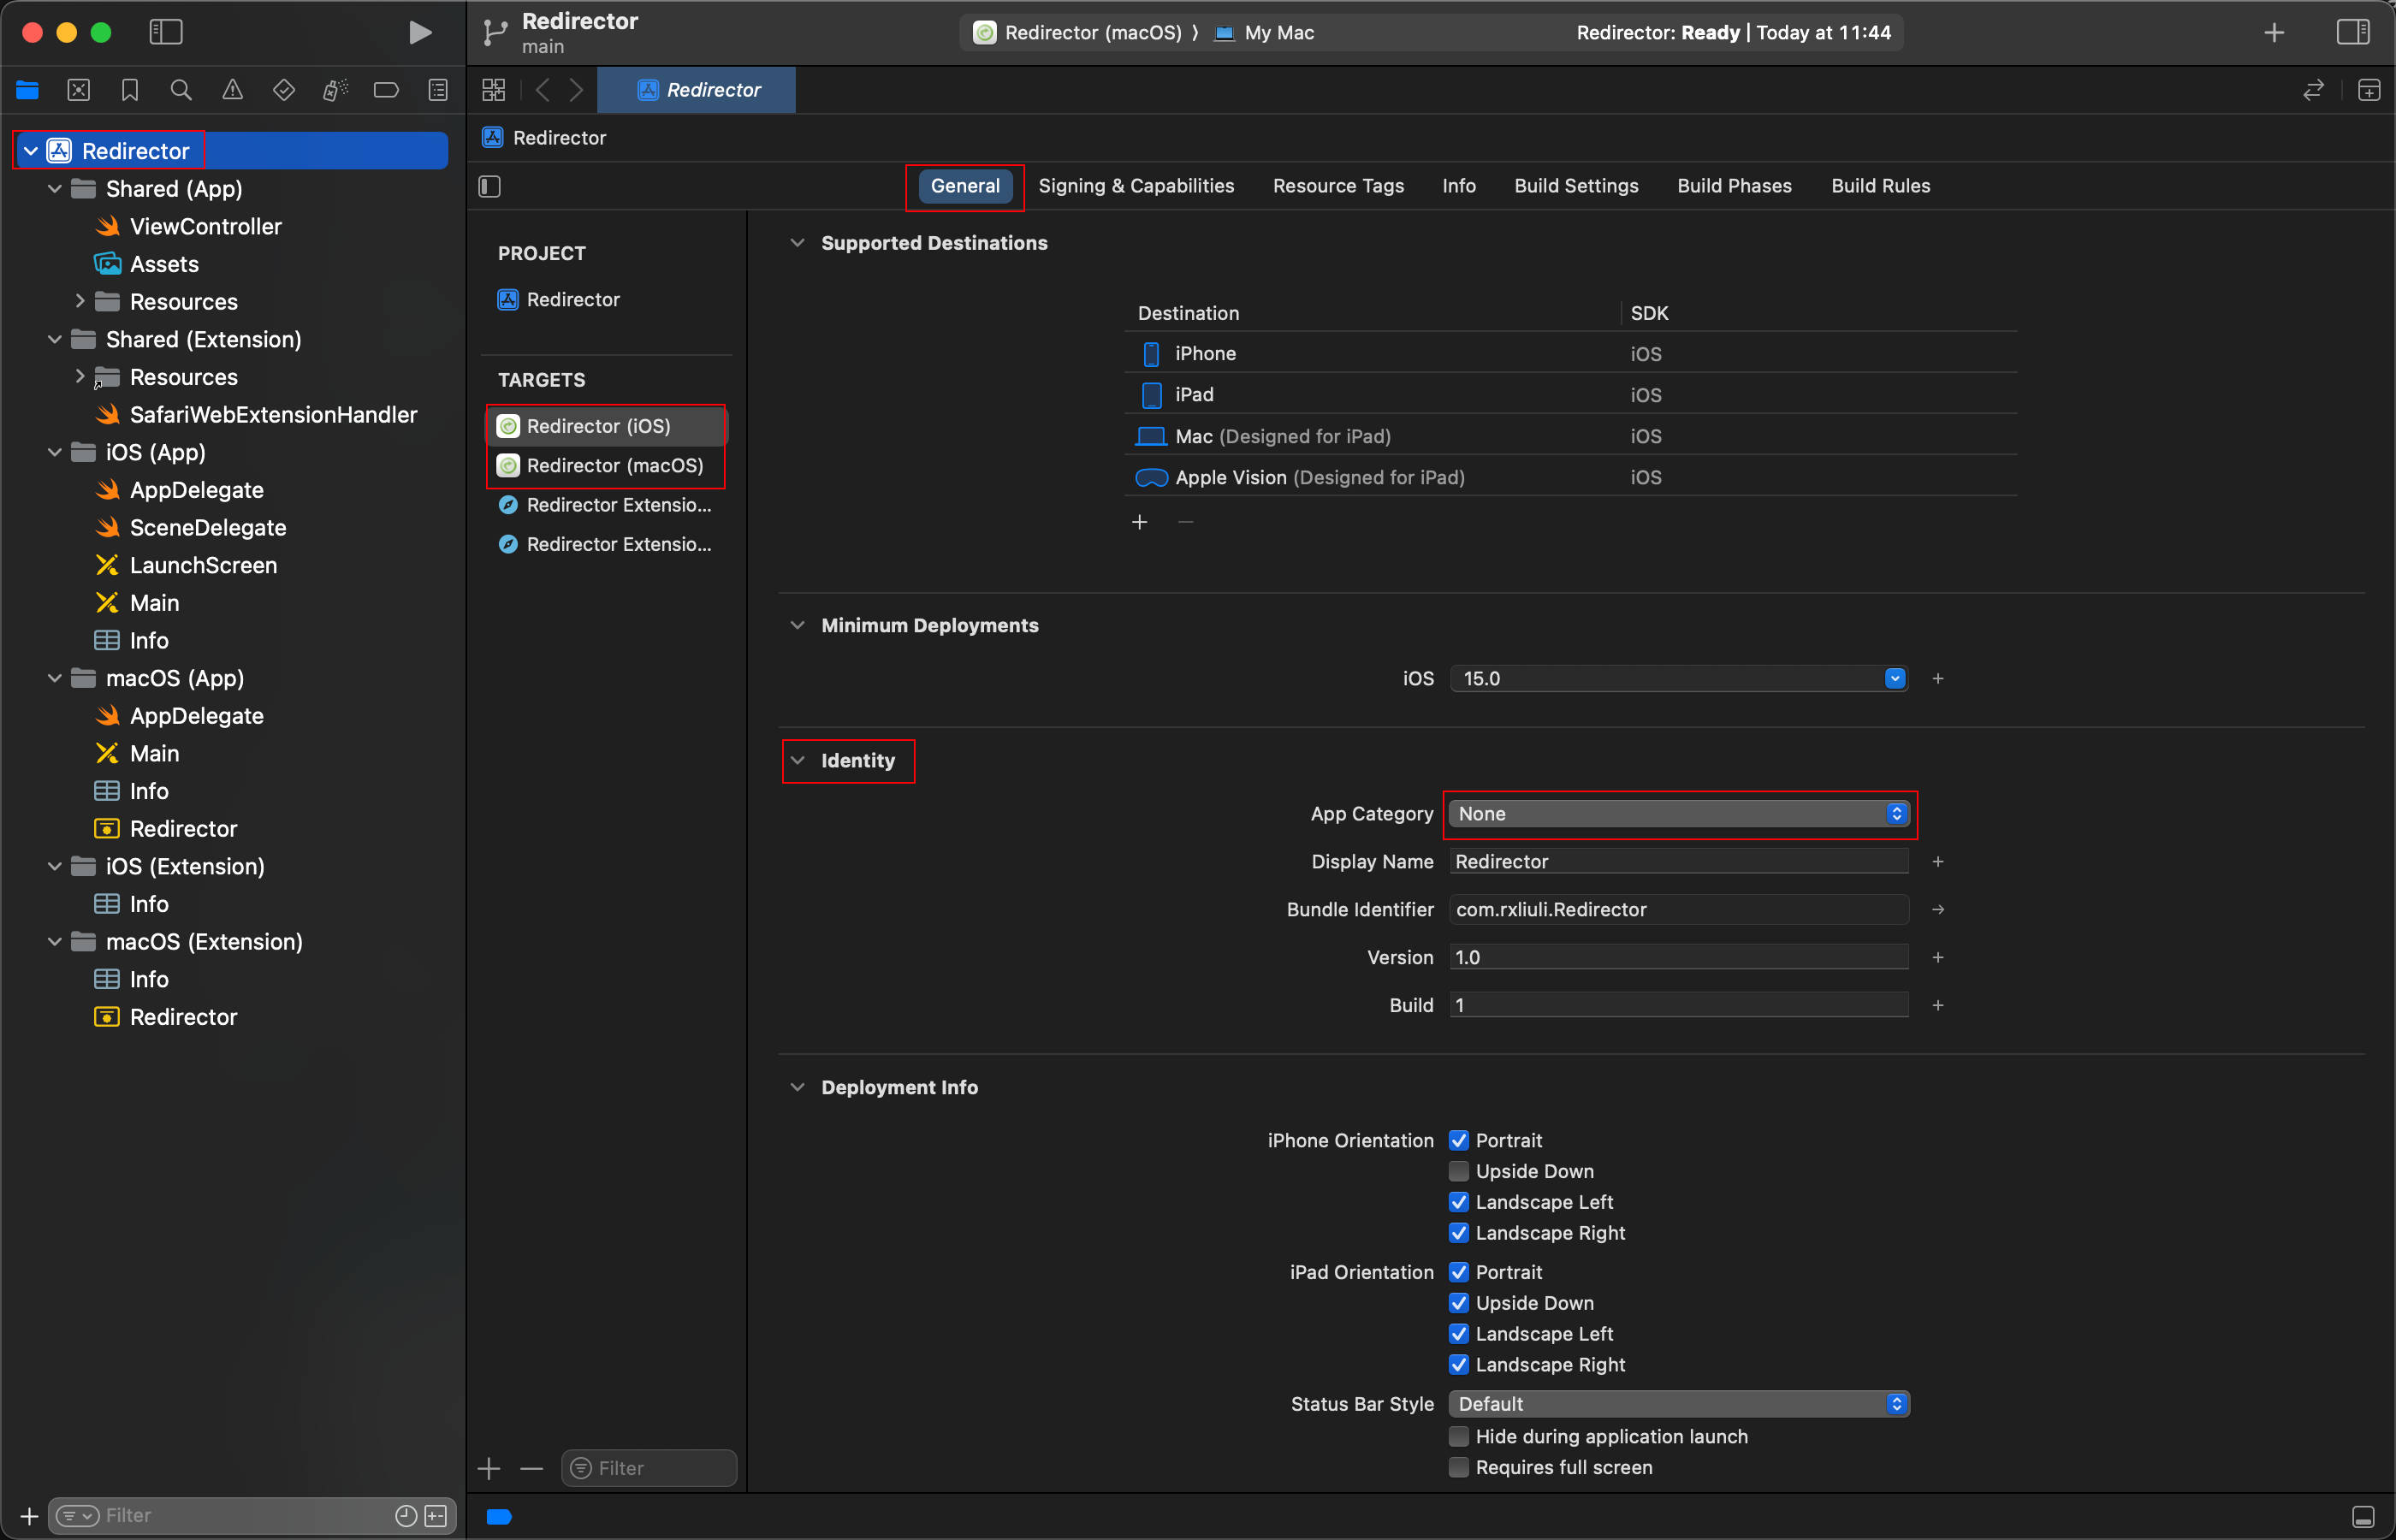 Redirector
main
Redirector (macOS) ⟩ My Mac
Redirector: Ready | Today at 11:44
Redirector
Redirector
Redirector
Shared (App)
ViewController
Assets
Resources
Shared (Extension)
Resources
SafariWebExtensionHandler
iOS (App)
AppDelegate
SceneDelegate
LaunchScreen
Main
Info
macOS (App)
AppDelegate
Main
Info
Redirector
iOS (Extension)
Info
macOS (Extension)
Info
Redirector
Filter
General Signing & Capabilities Resource Tags Info Build Settings Build Phases Build Rules
PROJECT
Redirector
TARGETS
Redirector (iOS)
Redirector (macOS)
Redirector Extensio...
Redirector Extensio...
Filter
Supported Destinations
Destination SDK
iPhone iOS
iPad iOS
Mac (Designed for iPad) iOS
Apple Vision (Designed for iPad) iOS
Minimum Deployments
iOS 15.0
Identity
App Category None
Display Name Redirector
Bundle Identifier com.rxliuli.Redirector
Version 1.0
Build 1
Deployment Info
iPhone Orientation Portrait
Upside Down
Landscape Left
Landscape Right
iPad Orientation Portrait
Upside Down
Landscape Left
Landscape Right
Status Bar Style Default
Hide during application launch
Requires full screen